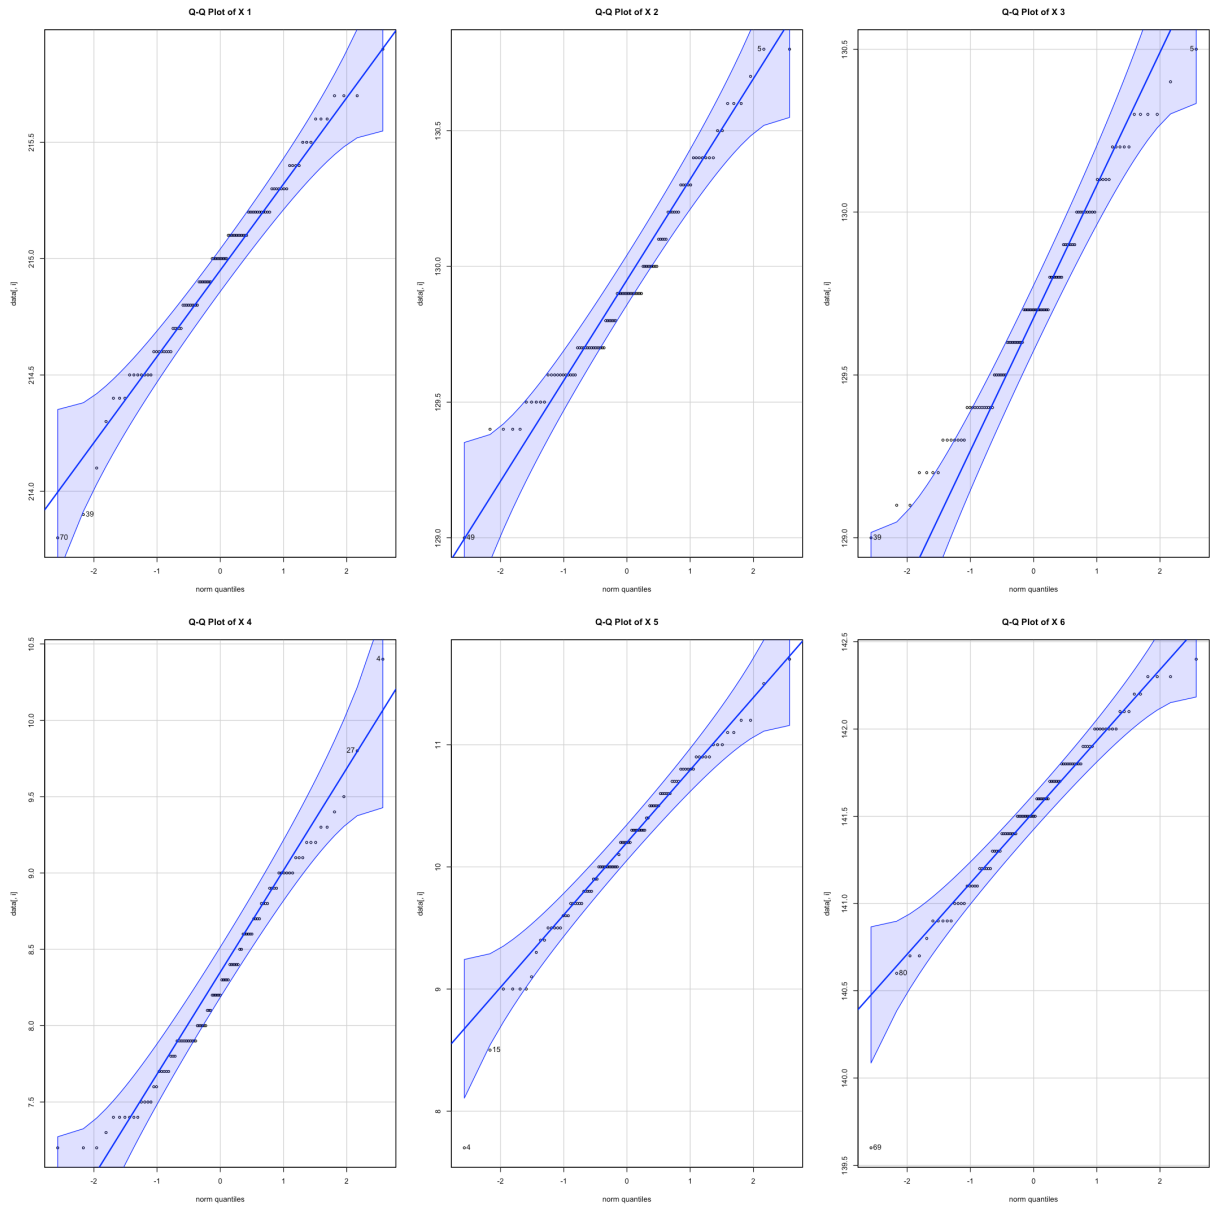 Q-Q Plot of X 1
Q-Q Plot of X 2
Q-Q Plot of X 3
data[, i]
215.5
215.0
214.5
214.0
39
70
-2 -1 0 1 2
norm quantiles
data[, i]
130.5
130.0
129.5
129.0
5
49
-2 -1 0 1 2
norm quantiles
data[, i]
130.5
130.0
129.5
129.0
5
39
-2 -1 0 1 2
norm quantiles
Q-Q Plot of X 4
Q-Q Plot of X 5
Q-Q Plot of X 6
data[, i]
10.5
10.0
9.5
9.0
8.5
8.0
7.5
4
27
-2 -1 0 1 2
norm quantiles
data[, i]
11
10
9
8
15
4
-2 -1 0 1 2
norm quantiles
data[, i]
142.5
142.0
141.5
141.0
140.5
140.0
139.5
80
69
-2 -1 0 1 2
norm quantiles